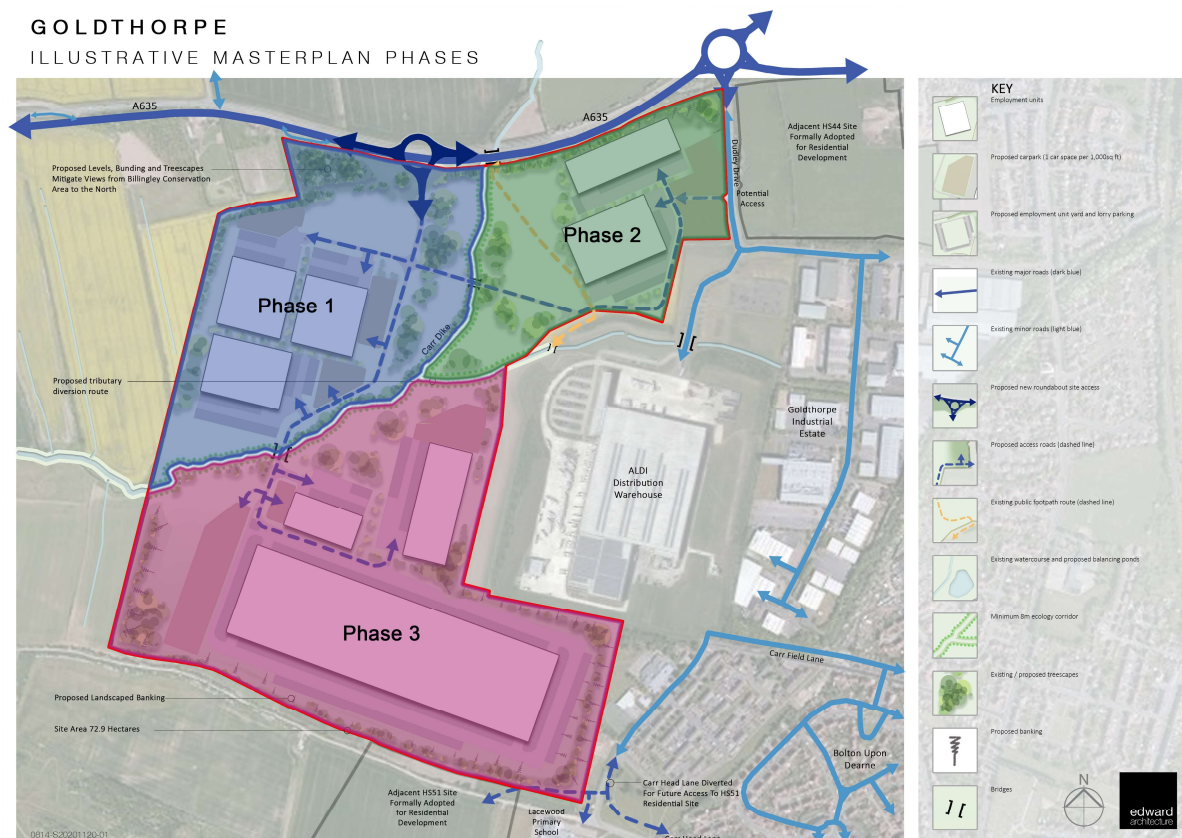 GOLDTHORPE
ILLUSTRATIVE MASTERPLAN PHASES
A635
A635
Proposed Levels, Bunding and Treescapes
Mitigate Views from Billingley Conservation
Area to the North
Adjacent HS44 Site
Formally Adopted
for Residential
Development
Dudley Drive
Potential
Access
Phase 2
Phase 1
Carr Dike
Proposed tributary
diversion route
Goldthorpe
Industrial
Estate
ALDI
Distribution
Warehouse
Phase 3
Carr Field Lane
Proposed Landscaped Banking
Site Area 72.9 Hectares
Bolton Upon
Dearne
Adjacent HS51 Site
Formally Adopted
for Residential
Development
Carr Head Lane Diverted
For Future Access To HS51
Residential Site
Lacewood
Primary
School
Carr Head Lane
0814-S20201120-01
KEY
Employment units
Proposed carpark (1 car space per 1,000sq ft)
Proposed employment unit yard and lorry parking
Existing major roads (dark blue)
Existing minor roads (light blue)
Proposed new roundabout site access
Proposed access roads (dashed line)
Existing public footpath route (dashed line)
Existing watercourse and proposed balancing ponds
Minimum 8m ecology corridor
Existing / proposed treescapes
Proposed banking
Bridges
N
edward
architecture